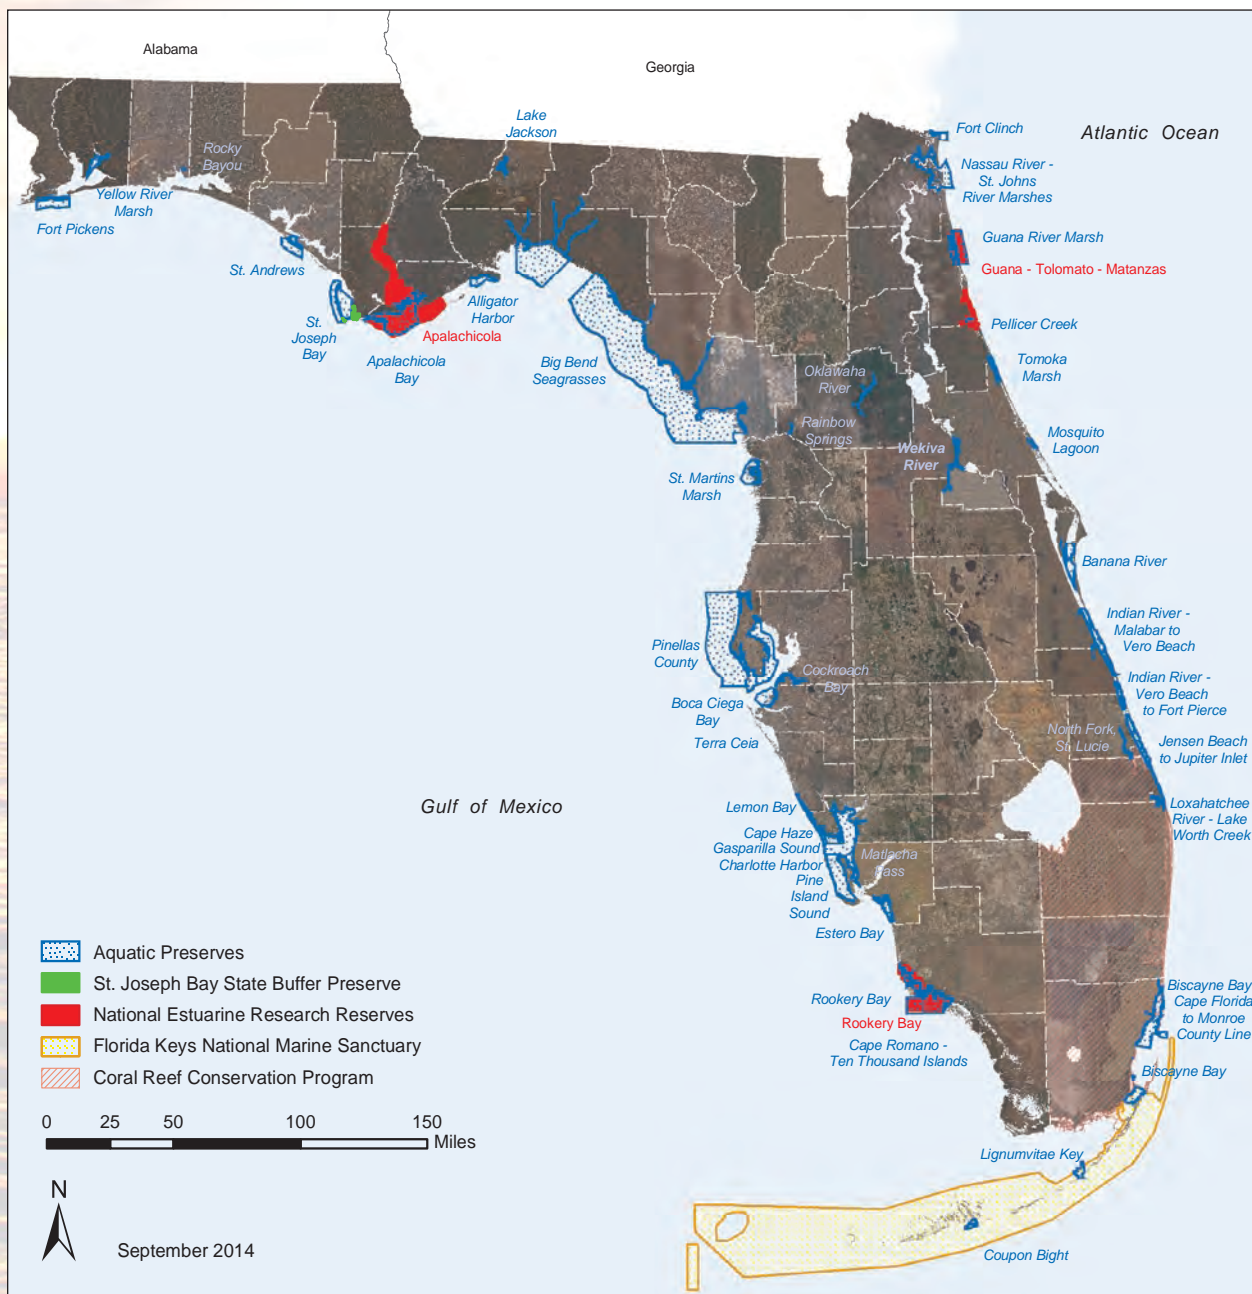 Alabama
Georgia
Atlantic Ocean
Lake
Jackson
Fort Clinch
Rocky
Bayou
Nassau River -
St. Johns
River Marshes
Yellow River
Marsh
Fort Pickens
St. Andrews
Guana River Marsh
Guana - Tolomato - Matanzas
St.
Joseph
Bay
Alligator
Harbor
Apalachicola
Apalachicola
Bay
Pellicer Creek
Big Bend
Seagrasses
Tomoka
Marsh
Oklawaha
River
Rainbow
Springs
Wekiva
River
Mosquito
Lagoon
St. Martins
Marsh
Banana River
Indian River -
Malabar to
Vero Beach
Pinellas
County
Cockroach
Bay
Boca Ciega
Bay
Terra Ceia
Indian River -
Vero Beach
to Fort Pierce
North Fork,
St. Lucie
Jensen Beach
to Jupiter Inlet
Gulf of Mexico
Lemon Bay
Loxahatchee
River - Lake
Worth Creek
Cape Haze
Gasparilla Sound
Charlotte Harbor
Pine
Island
Sound
Matlacha
Pass
Estero Bay
Rookery Bay
Rookery Bay
Cape Romano -
Ten Thousand Islands
Biscayne Bay
Cape Florida
to Monroe
County Line
Biscayne Bay
Lignumvitae Key
Coupon Bight
Aquatic Preserves
St. Joseph Bay State Buffer Preserve
National Estuarine Research Reserves
Florida Keys National Marine Sanctuary
Coral Reef Conservation Program
0 25 50 100 150
Miles
N
September 2014